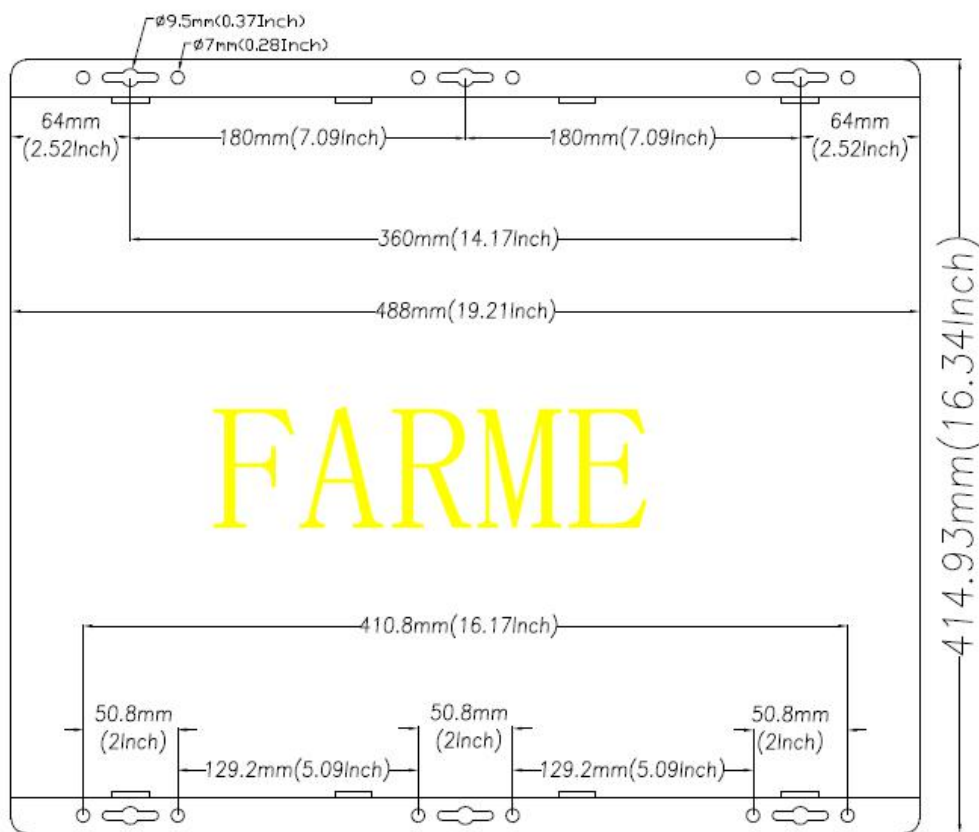 ø9.5mm(0.37Inch)
ø7mm(0.28Inch)
64mm
(2.52Inch)
180mm(7.09Inch)
180mm(7.09Inch)
64mm
(2.52Inch)
360mm(14.17Inch)
488mm(19.21Inch)
414.93mm(16.34Inch)
FARME
410.8mm(16.17Inch)
50.8mm
(2Inch)
50.8mm
(2Inch)
50.8mm
(2Inch)
129.2mm(5.09Inch)
129.2mm(5.09Inch)